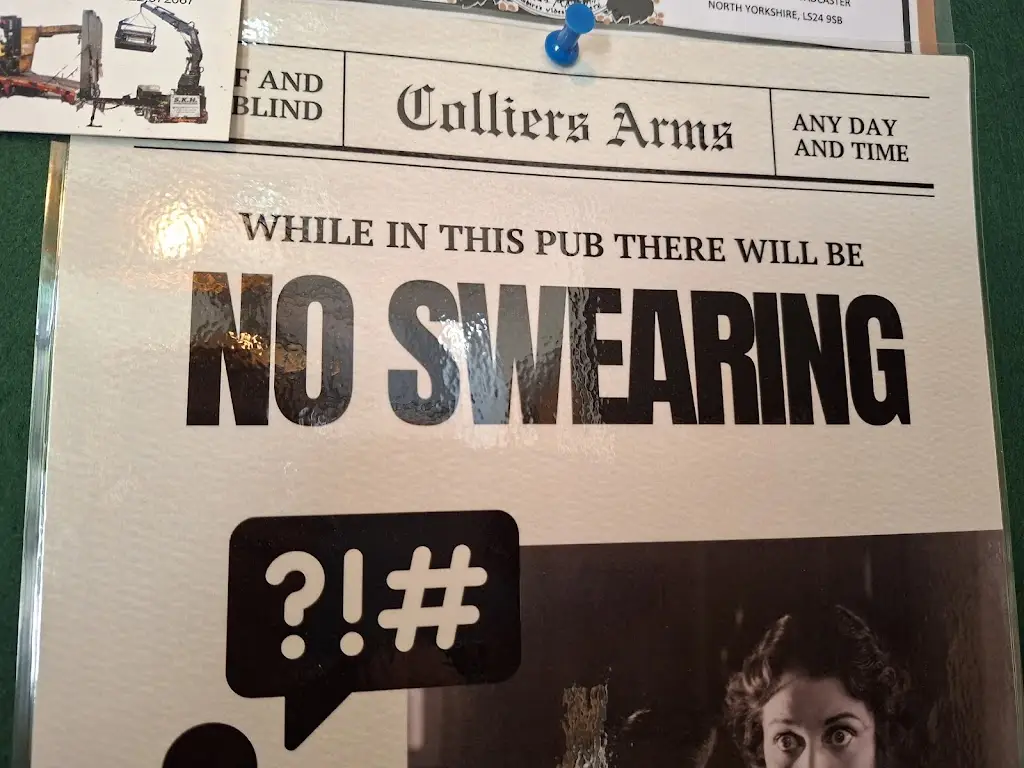 NORTH YORKSHIRE, LS24 9SB
S.K.H.
F AND
BLIND
Colliers Arms
ANY DAY
AND TIME
WHILE IN THIS PUB THERE WILL BE
NO SWEARING
?!#